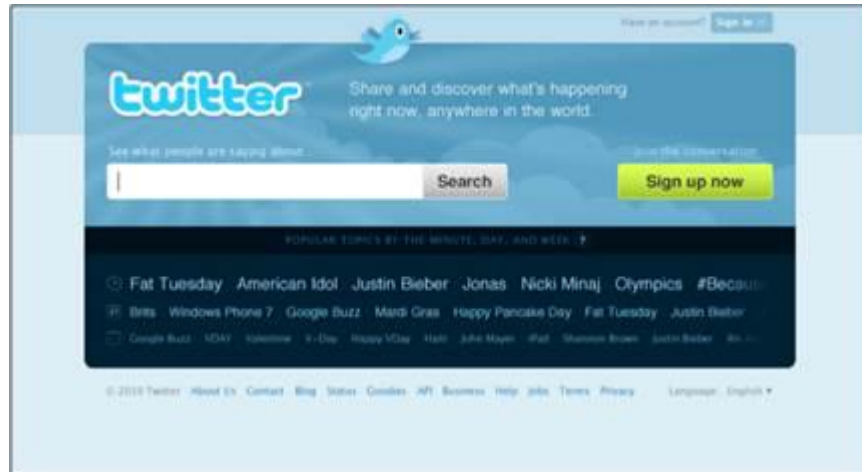 Have an account? Sign in
twitter
Share and discover what's happening
right now, anywhere in the world.
See what people are saying about...
Join the conversation
Search
Sign up now
POPULAR TOPICS BY THE MINUTE, DAY, AND WEEK ?
Fat Tuesday American Idol Justin Bieber Jonas Nicki Minaj Olympics #Becau
Brits Windows Phone 7 Google Buzz Mardi Gras Happy Pancake Day Fat Tuesday Justin Bieber
Google Buzz VDAY Valentine V-Day Happy VDay Haiti John Mayer iPad Shannon Brown Justin Bieber
© 2010 Twitter About Us Contact Blog Status Goodies API Business Help Jobs Terms Privacy Language: English